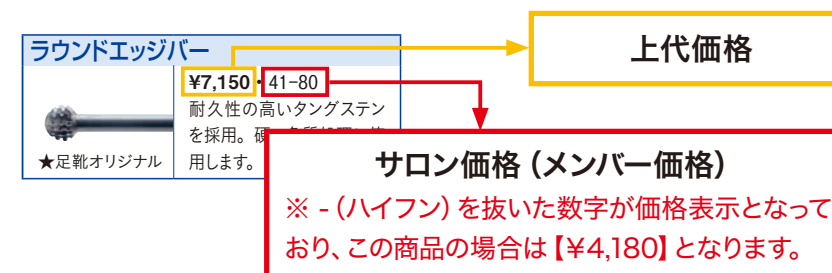 ラウンドエッジバー
上代価格
¥7,150・41-80
耐久性の高いタングステン
を採用。硬
用します。
★足靴オリジナル
サロン価格（メンバー価格）
※ -（ハイフン）を抜いた数字が価格表示となって
おり、この商品の場合は【¥4,180】となります。